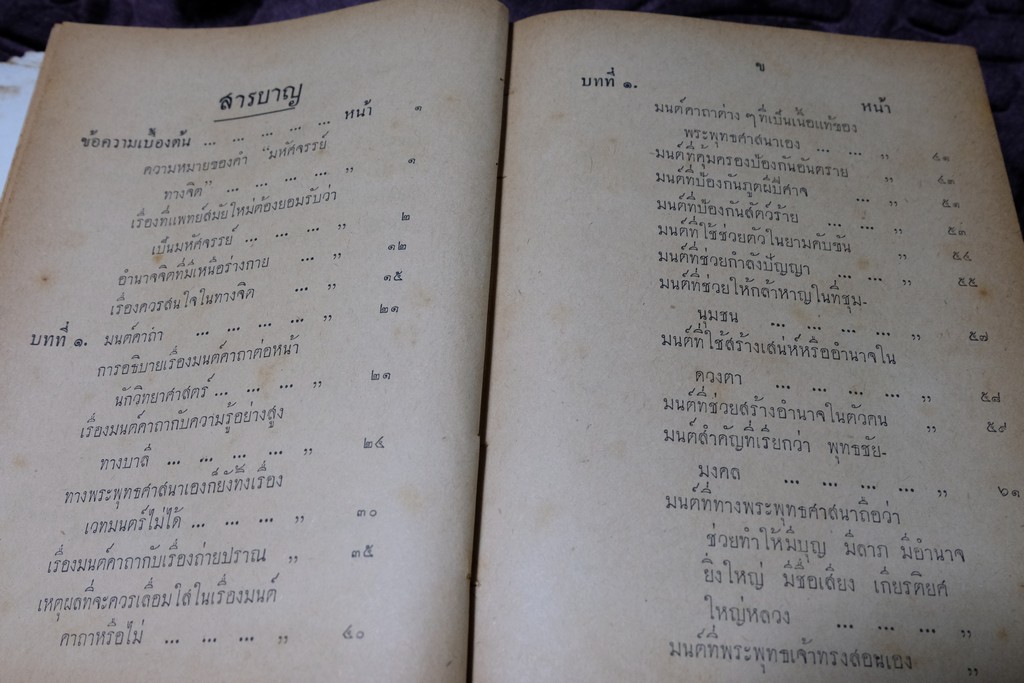 สารบาญ
หน้า
ข้อความเบื้องต้น ... ... ... ... ... ๑
ความหมายของคำ “มหัศจรรย์
ทางจิต” ... ... ... ... ,, ๑
เรื่องที่แพทย์สมัยใหม่ต้องยอมรับว่า
เป็นมหัศจรรย์ ... ... ... ,, ๒
อำนาจจิตที่มีเหนือร่างกาย ... ,, ๑๒
เรื่องควรสนใจในทางจิต ... ,, ๑๕
บทที่ ๑. มนต์คาถา ... ... ... ... ,, ๒๑
การอธิบายเรื่องมนต์คาถาต่อหน้า
นักวิทยาศาสตร์ ... ... ... ,, ๒๑
เรื่องมนต์คาถากับความรู้อย่างสูง
ทางบาลี ... ... ... ... ,, ๒๔
ทางพระพุทธศาสนาเองก็ยังทิ้งเรื่อง
เวทมนตร์ไม่ได้ ... ... ... ,, ๓๐
เรื่องมนต์คาถากับเรื่องถ่ายปราณ ,, ๓๕
เหตุผลที่จะควรเลื่อมใสในเรื่องมนต์
คาถาหรือไม่ ... ... ... ,, ๔๐
ข
บทที่ ๑.
หน้า
มนต์คาถาต่าง ๆ ที่เป็นเนื้อแท้ของ
พระพุทธศาสนาเอง ... ... ,, ๔๑
มนต์ที่คุ้มครองป้องกันอันตราย ,, ๔๓
มนต์ที่ป้องกันภูตผีปีศาจ ... ,, ๕๑
มนต์ที่ป้องกันสัตว์ร้าย ... ... ,, ๕๓
มนต์ที่ใช้ช่วยตัวในยามคับขัน ,, ๕๔
มนต์ที่ช่วยกำลังปัญญา ... ... ,, ๕๕
มนต์ที่ช่วยให้กล้าหาญในที่ชุม-
นุมชน ... ... ... ... ,, ๕๗
มนต์ที่ใช้สร้างเสน่ห์หรืออำนาจใน
ดวงตา ... ... ... ... ,, ๕๘
มนต์ที่ช่วยสร้างอำนาจในตัวคน ,, ๕๙
มนต์สำคัญที่เรียกว่า พุทธชัย-
มงคล ... ... ... ... ,, ๖๑
มนต์ที่ทางพระพุทธศาสนาถือว่า
ช่วยทำให้มีบุญ มีลาภ มีอำนาจ
ยิ่งใหญ่ มีชื่อเสียง เกียรติยศ
ใหญ่หลวง ... ... ... ,,
มนต์ที่พระพุทธเจ้าทรงสอนเอง ,,